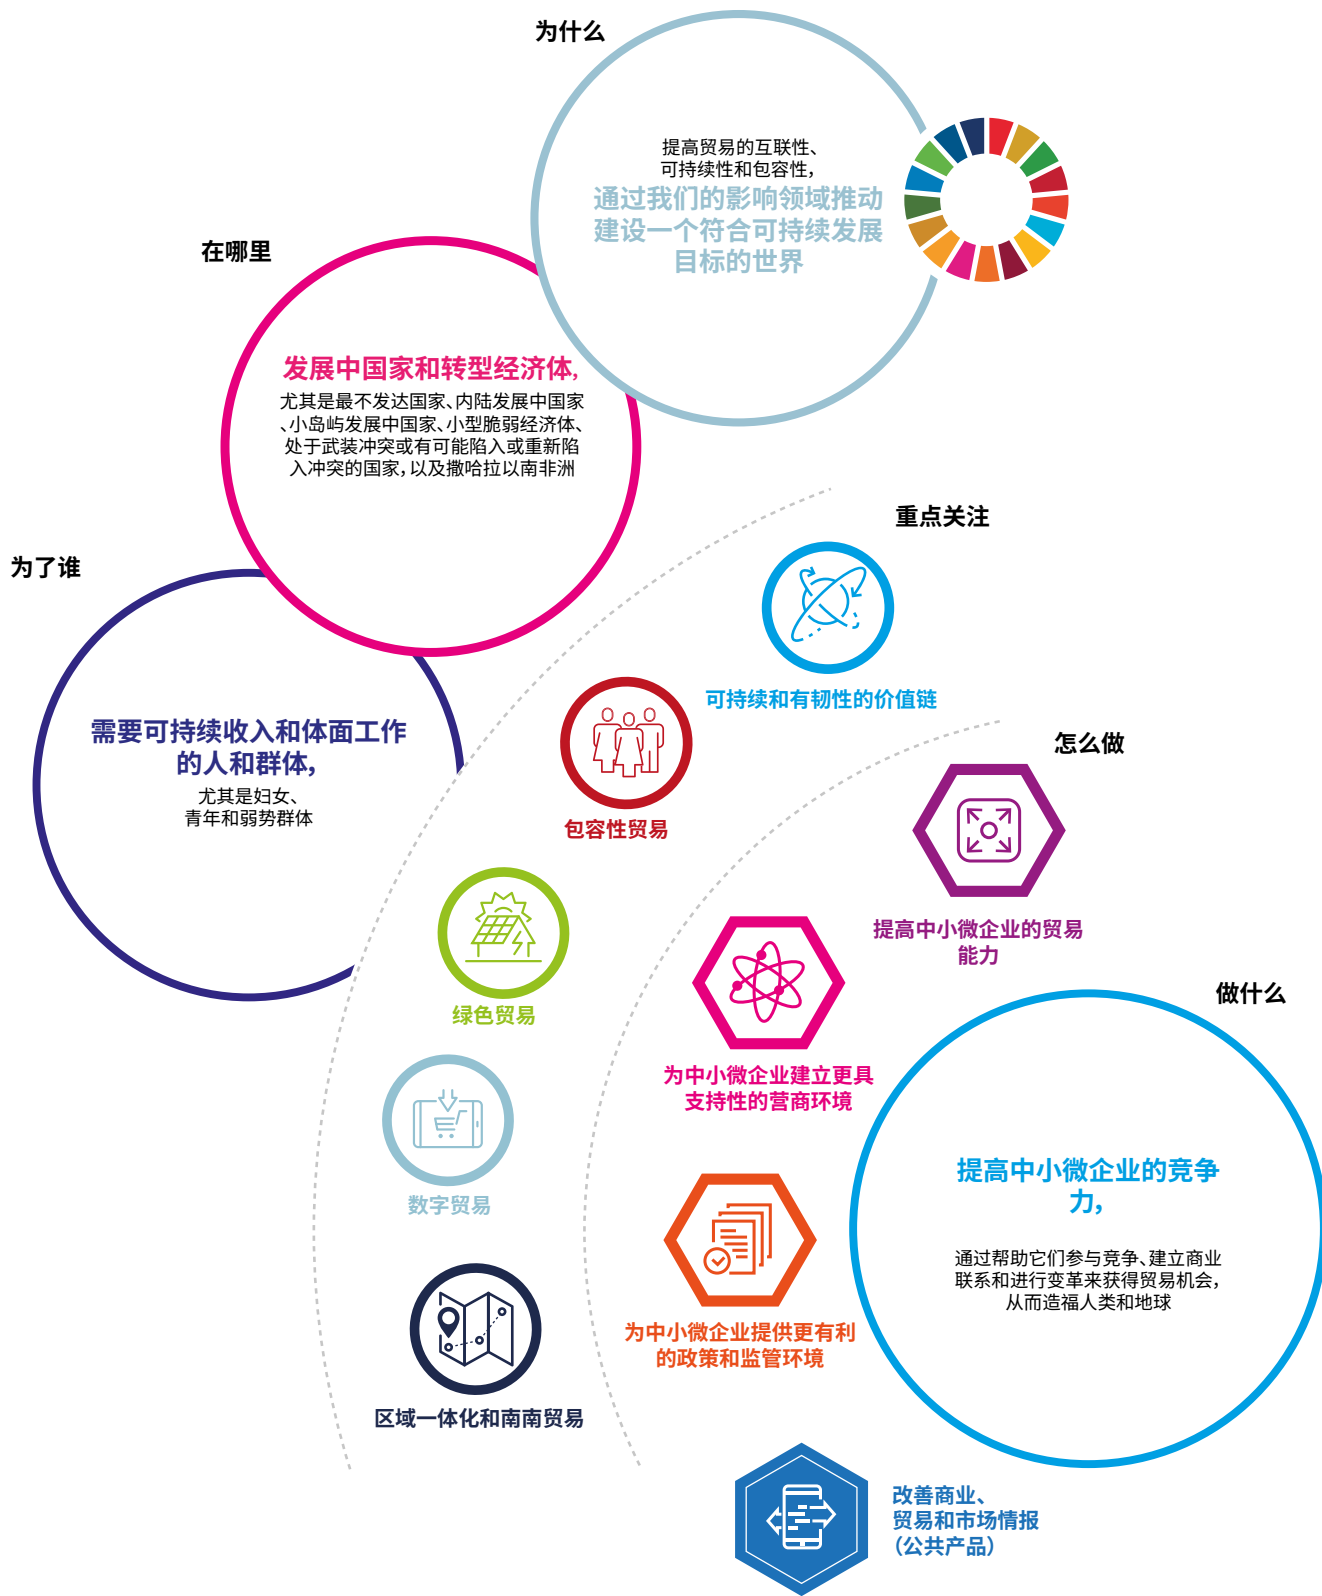 为什么
提高贸易的互联性、
可持续性和包容性，
通过我们的影响领域推动
建设一个符合可持续发展
目标的世界
在哪里
发展中国家和转型经济体，
尤其是最不发达国家、内陆发展中国家
、小岛屿发展中国家、小型脆弱经济体、
处于武装冲突或有可能陷入或重新陷
入冲突的国家，以及撒哈拉以南非洲
为了谁
需要可持续收入和体面工作
的人和群体，
尤其是妇女、
青年和弱势群体
重点关注
可持续和有韧性的价值链
包容性贸易
绿色贸易
数字贸易
区域一体化和南南贸易
怎么做
提高中小微企业的贸易
能力
为中小微企业建立更具
支持性的营商环境
为中小微企业提供更有利
的政策和监管环境
改善商业、
贸易和市场情报
（公共产品）
做什么
提高中小微企业的竞争
力，
通过帮助它们参与竞争、建立商业
联系和进行变革来获得贸易机会，
从而造福人类和地球